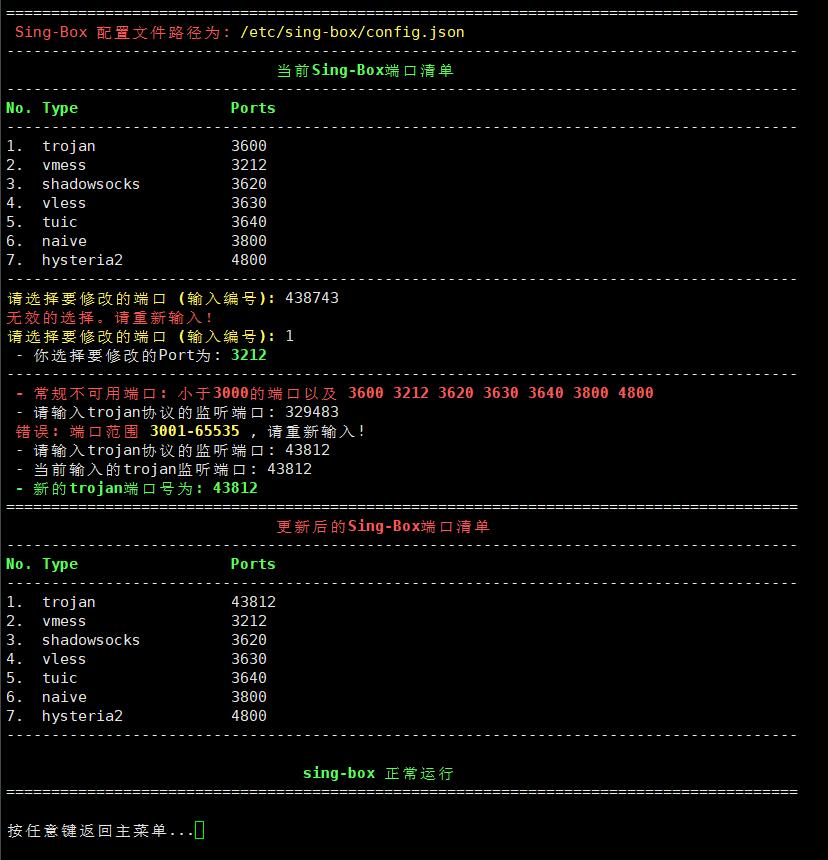 Sing-Box 配置文件路径为: /etc/sing-box/config.json
当前Sing-Box端口清单
No. Type Ports
1. trojan 3600
2. vmess 3212
3. shadowsocks 3620
4. vless 3630
5. tuic 3640
6. naive 3800
7. hysteria2 4800
请选择要修改的端口 (输入编号): 438743
无效的选择。请重新输入!
请选择要修改的端口 (输入编号): 1
- 你选择要修改的Port为: 3212
- 常规不可用端口: 小于3000的端口以及 3600 3212 3620 3630 3640 3800 4800
- 请输入trojan协议的监听端口: 329483
错误: 端口范围 3001-65535 , 请重新输入!
- 请输入trojan协议的监听端口: 43812
- 当前输入的trojan监听端口: 43812
- 新的trojan端口号为: 43812
更新后的Sing-Box端口清单
No. Type Ports
1. trojan 43812
2. vmess 3212
3. shadowsocks 3620
4. vless 3630
5. tuic 3640
6. naive 3800
7. hysteria2 4800
sing-box 正常运行
按任意键返回主菜单...